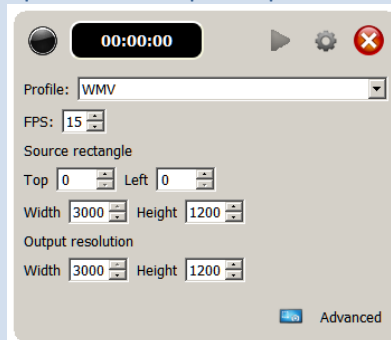 00:00:00
Profile: WMV
FPS: 15
Source rectangle
Top 0 Left 0
Width 3000 Height 1200
Output resolution
Width 3000 Height 1200
Advanced